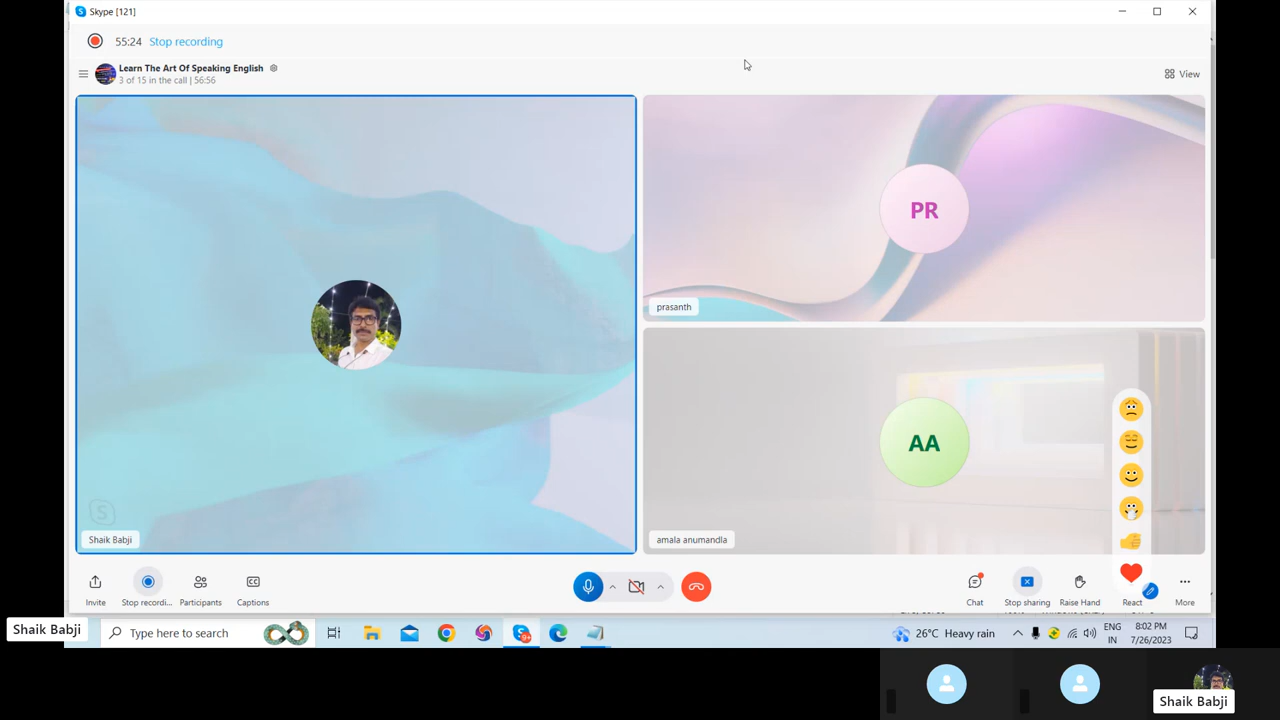 Skype [121]
55:24 Stop recording
Learn The Art Of Speaking English
3 of 15 in the call | 56:56
View
PR
prasanth
AA
Shaik Babji
amala anumandla
Invite
Stop recordi...
Participants
Captions
Chat
Stop sharing
Raise Hand
React
More
Shaik Babji
Type here to search
26°C Heavy rain
ENG
IN
8:02 PM
7/26/2023
Shaik Babji